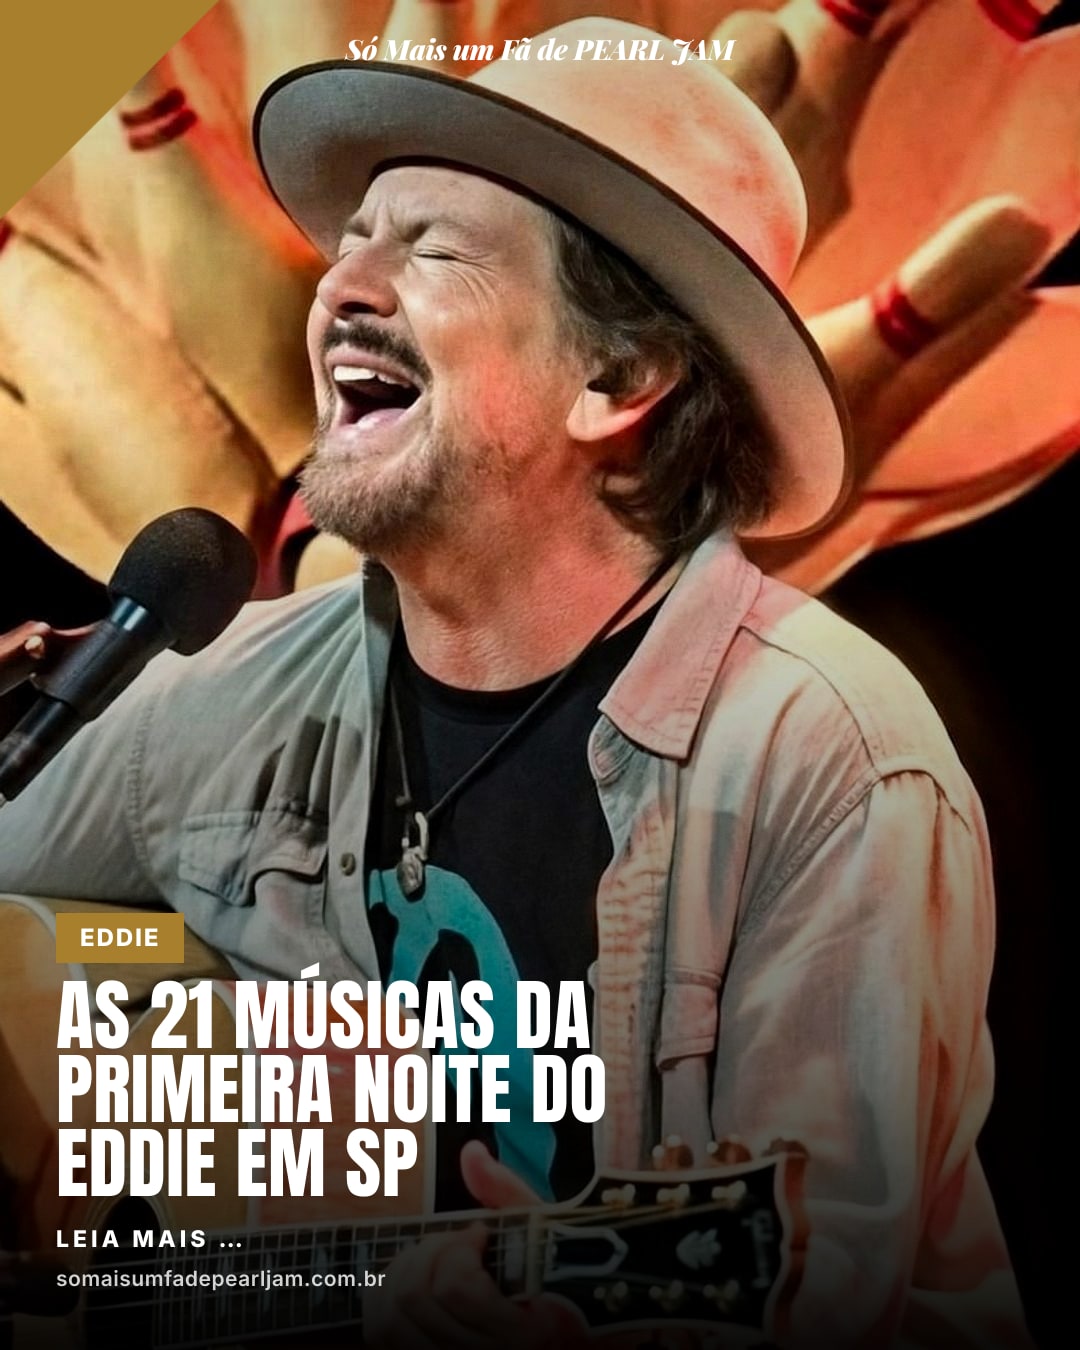 Só Mais um Fã de PEARL JAM
EDDIE
AS 21 MÚSICAS DA
PRIMEIRA NOITE DO
EDDIE EM SP
LEIA MAIS ...
somaisumfadepearljam.com.br